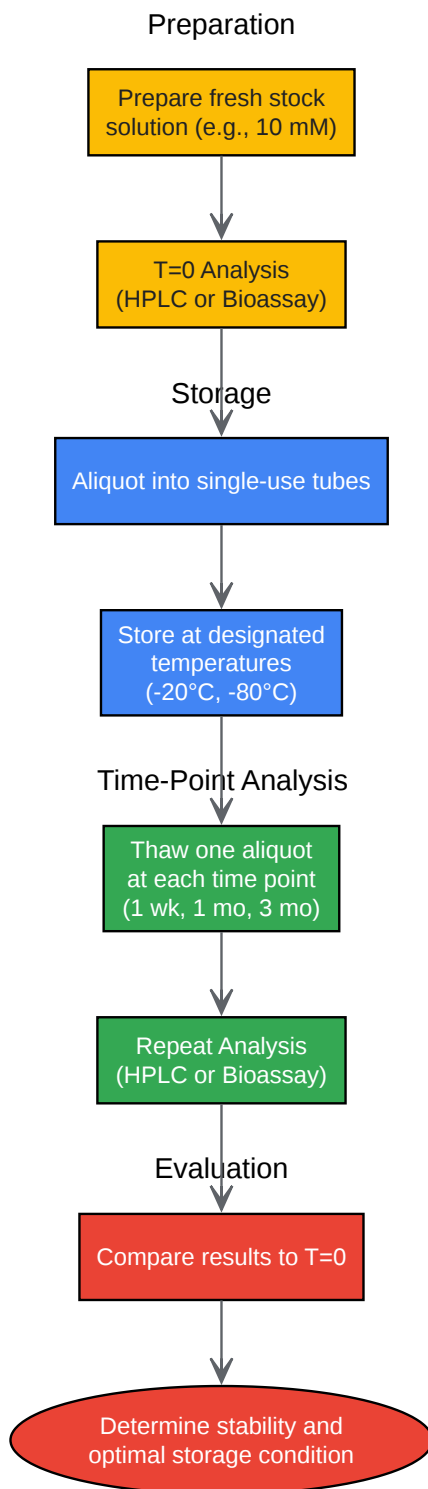 Preparation
Prepare fresh stock
solution (e.g., 10 mM)
T=0 Analysis
(HPLC or Bioassay)
Storage
Aliquot into single-use tubes
Store at designated
temperatures
(-20°C, -80°C)
Time-Point Analysis
Thaw one aliquot
at each time point
(1 wk, 1 mo, 3 mo)
Repeat Analysis
(HPLC or Bioassay)
Evaluation
Compare results to T=0
Determine stability and
optimal storage condition